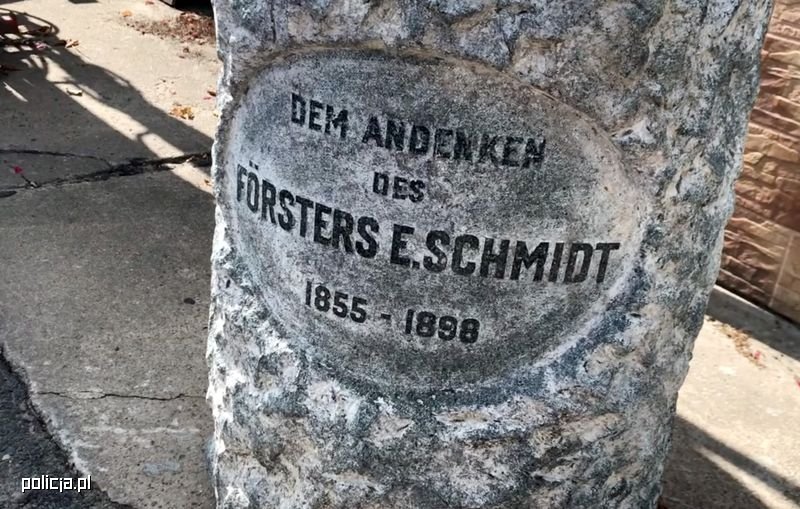 DEM ANDENKEN
DES
FÖRSTERS E.SCHMIDT
1855 - 1898
policja.pl